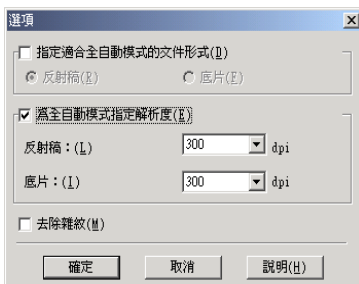 選項
指定適合全自動模式的文件形式(D)
反射稿(R) 底片(F)
為全自動模式指定解析度(E)
反射稿：(L) 300 dpi
底片：(I) 300 dpi
去除雜紋(M)
確定 取消 說明(H)